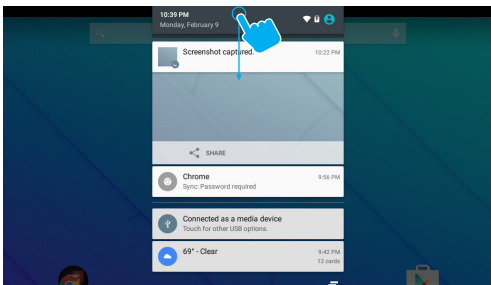 10:39 PM
Monday, February 9
Screenshot captured.
10:22 PM
SHARE
Chrome
9:56 PM
Sync: Password required
Connected as a media device
Touch for other USB options.
69° - Clear
9:42 PM
12 cards